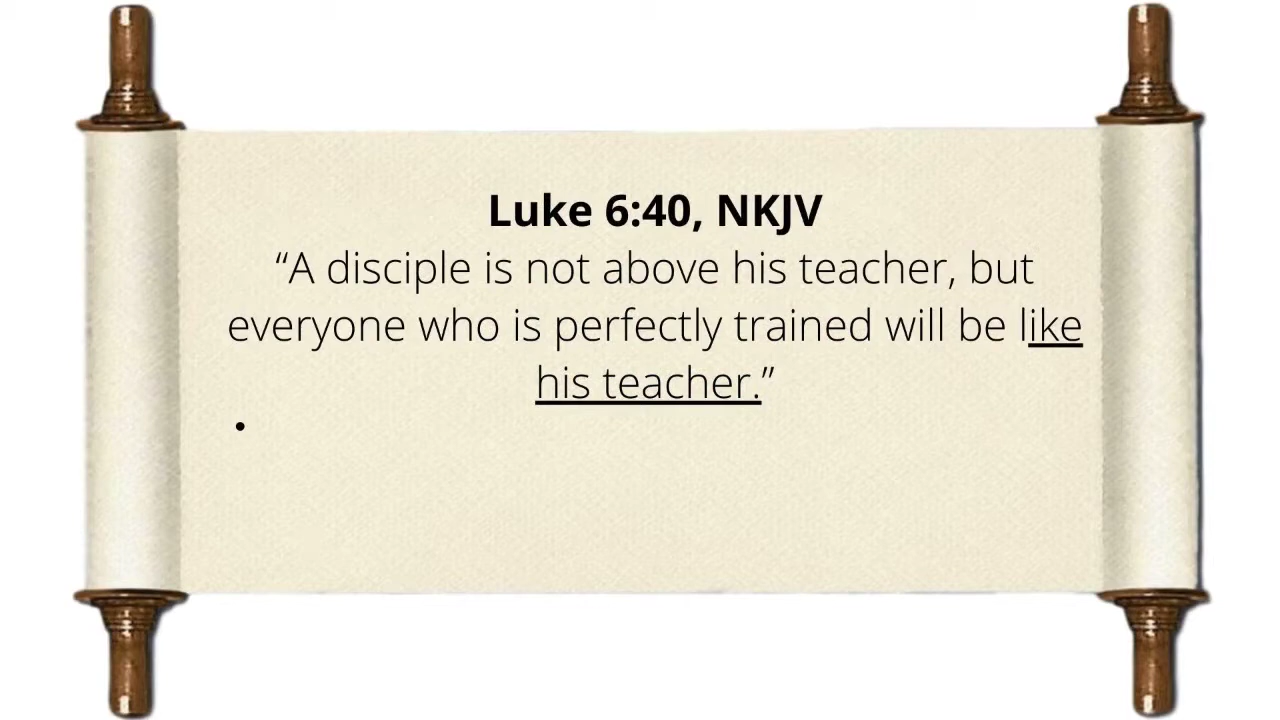 Luke 6:40, NKJV
“A disciple is not above his teacher, but
everyone who is perfectly trained will be like
his teacher.”
•